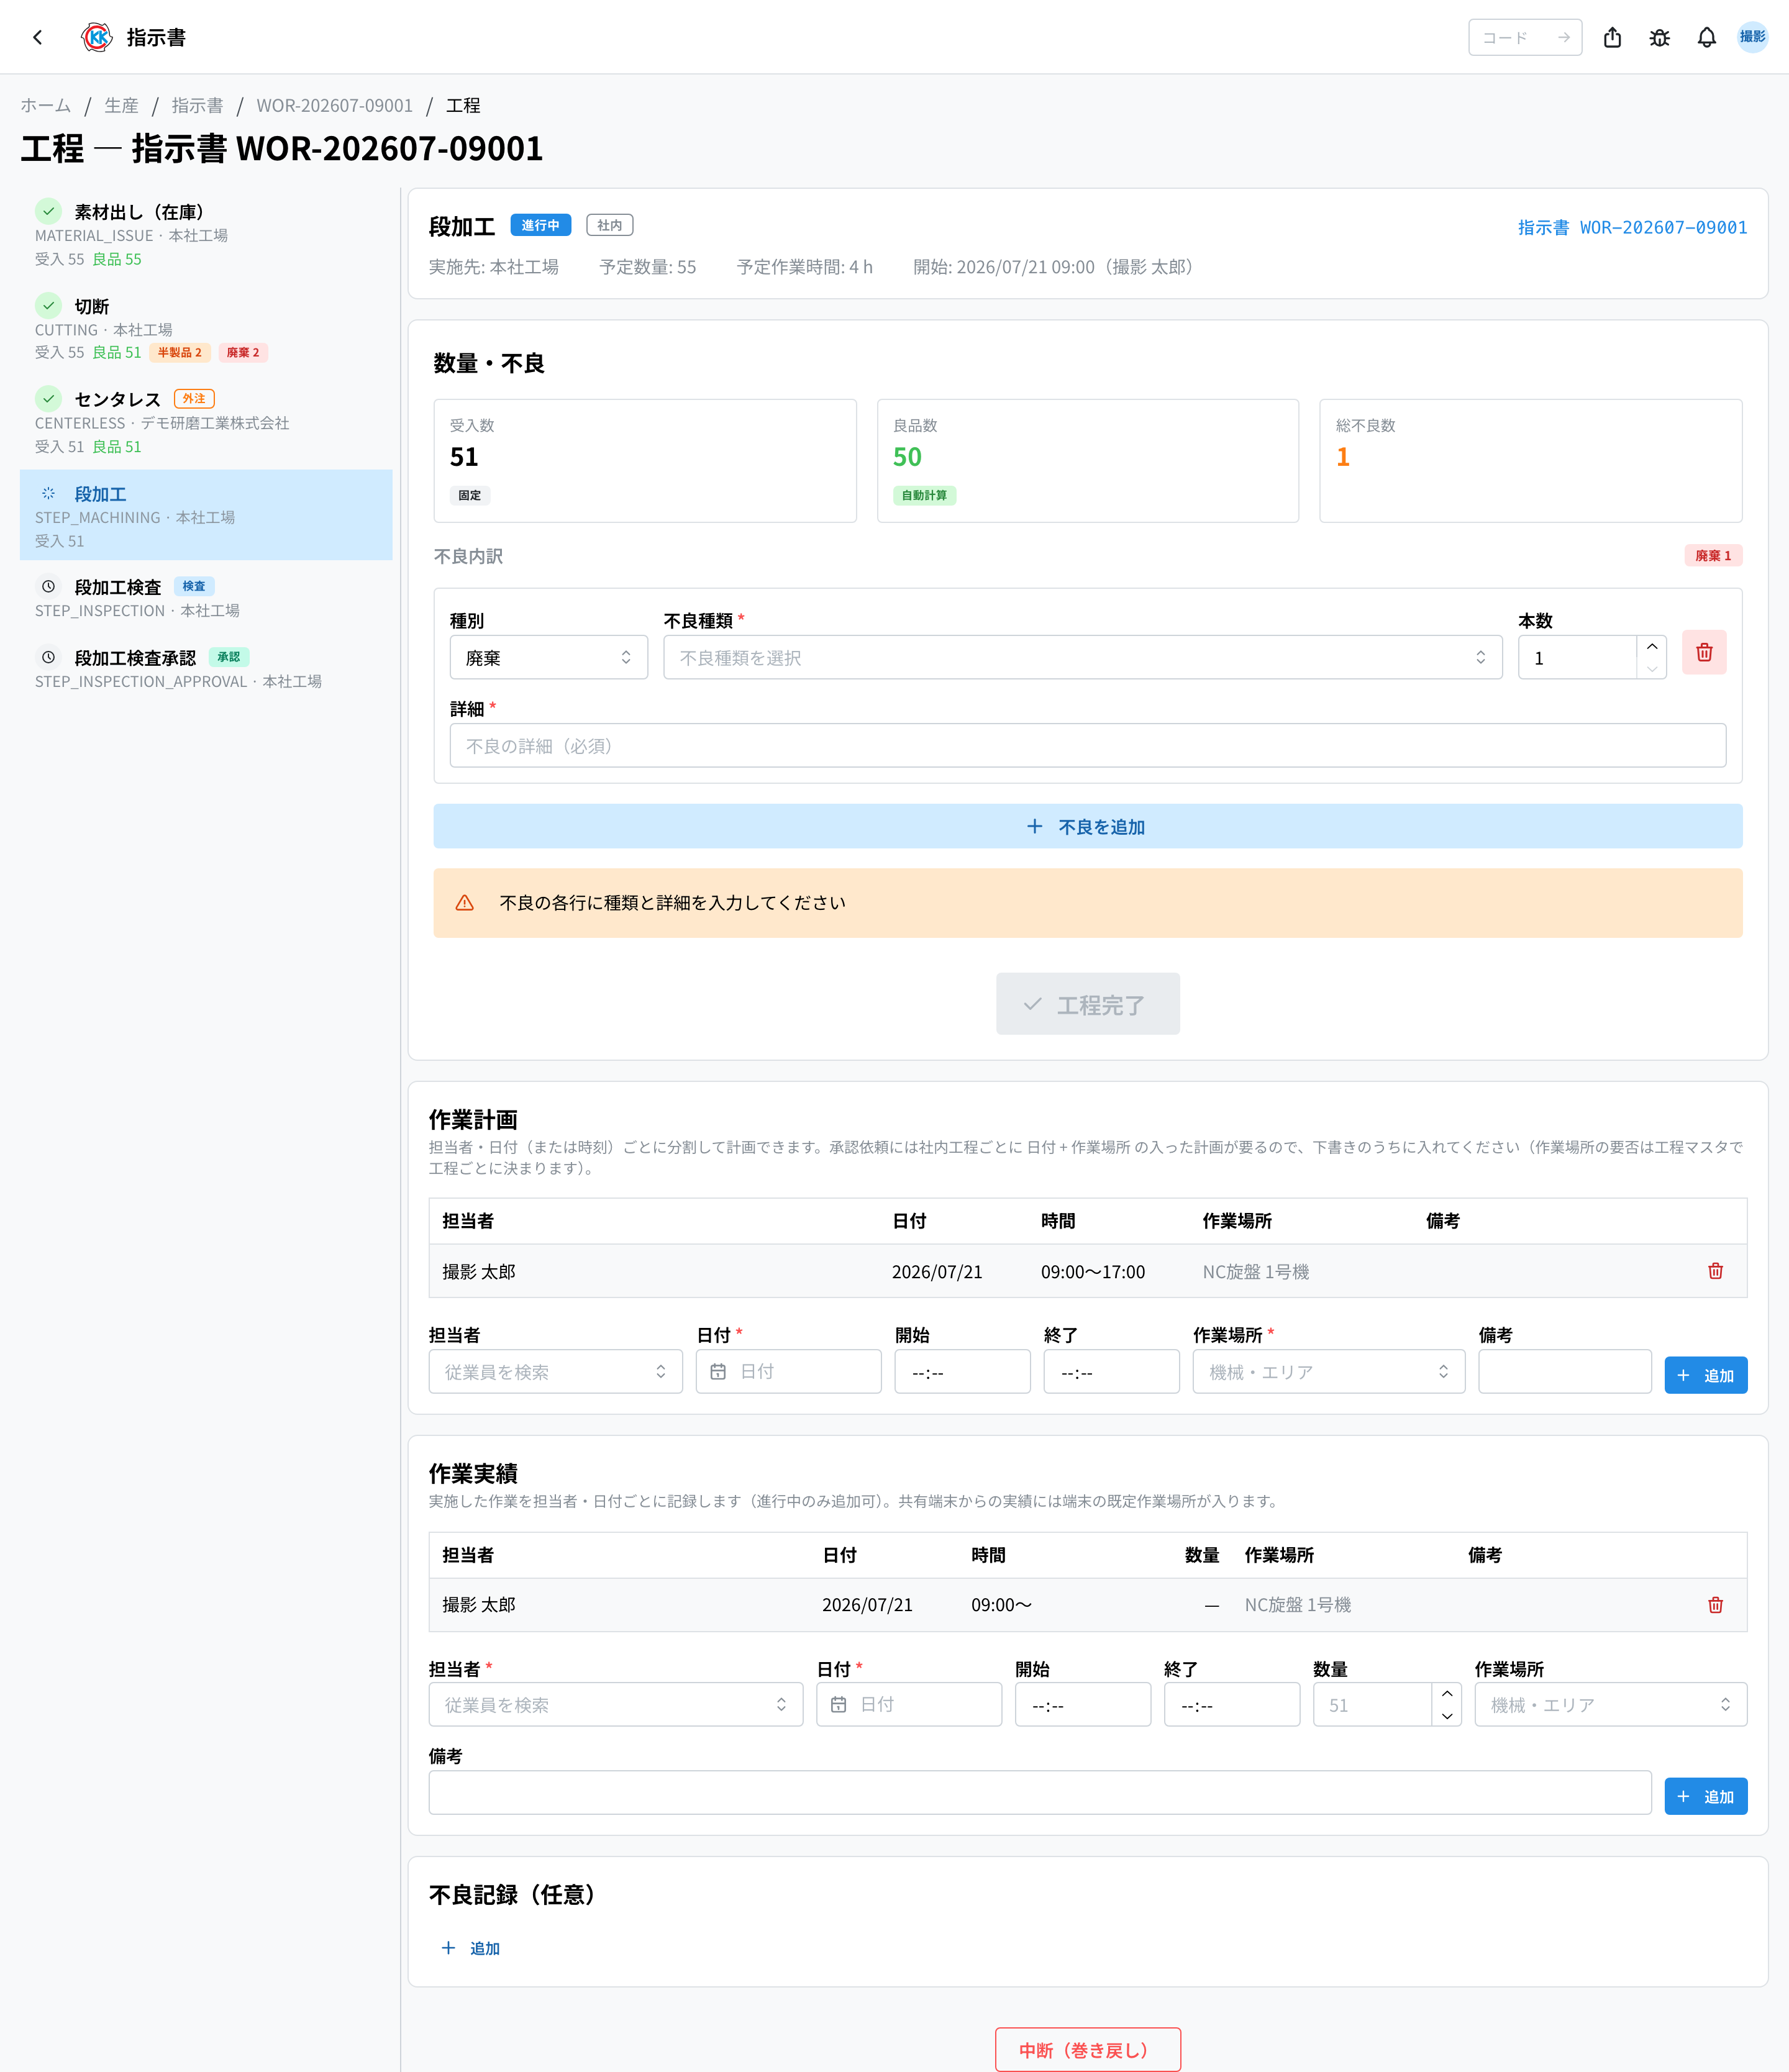 KK 指示書
コード
撮影
ホーム / 生産 / 指示書 / WOR-202607-09001 / 工程
工程 — 指示書 WOR-202607-09001
素材出し（在庫）
MATERIAL_ISSUE · 本社工場
受入 55 良品 55
切断
CUTTING · 本社工場
受入 55 良品 51 半製品 2 廃棄 2
センタレス 外注
CENTERLESS · デモ研磨工業株式会社
受入 51 良品 51
段加工
STEP_MACHINING · 本社工場
受入 51
段加工検査 検査
STEP_INSPECTION · 本社工場
段加工検査承認 承認
STEP_INSPECTION_APPROVAL · 本社工場
段加工 進行中 社内
指示書 WOR-202607-09001
実施先: 本社工場 予定数量: 55 予定作業時間: 4 h 開始: 2026/07/21 09:00（撮影 太郎）
数量・不良
受入数
51
固定
良品数
50
自動計算
総不良数
1
不良内訳
廃棄 1
種別 不良種類 * 本数
廃棄 不良種類を選択 1
詳細 *
不良の詳細（必須）
不良を追加
不良の各行に種類と詳細を入力してください
工程完了
作業計画
担当者・日付（または時刻）ごとに分割して計画できます。承認依頼には社内工程ごとに 日付 + 作業場所 の入った計画が要るので、下書きのうちに入れてください（作業場所の要否は工程マスタで
工程ごとに決まります）。
担当者 日付 時間 作業場所 備考
撮影 太郎 2026/07/21 09:00〜17:00 NC旋盤 1号機
担当者 日付 * 開始 終了 作業場所 * 備考
従業員を検索 日付 --:-- --:-- 機械・エリア
追加
作業実績
実施した作業を担当者・日付ごとに記録します（進行中のみ追加可）。共有端末からの実績には端末の既定作業場所が入ります。
担当者 日付 時間 数量 作業場所 備考
撮影 太郎 2026/07/21 09:00〜 — NC旋盤 1号機
担当者 * 日付 * 開始 終了 数量 作業場所
従業員を検索 日付 --:-- --:-- 51 機械・エリア
備考
追加
不良記録（任意）
追加
中断（巻き戻し）